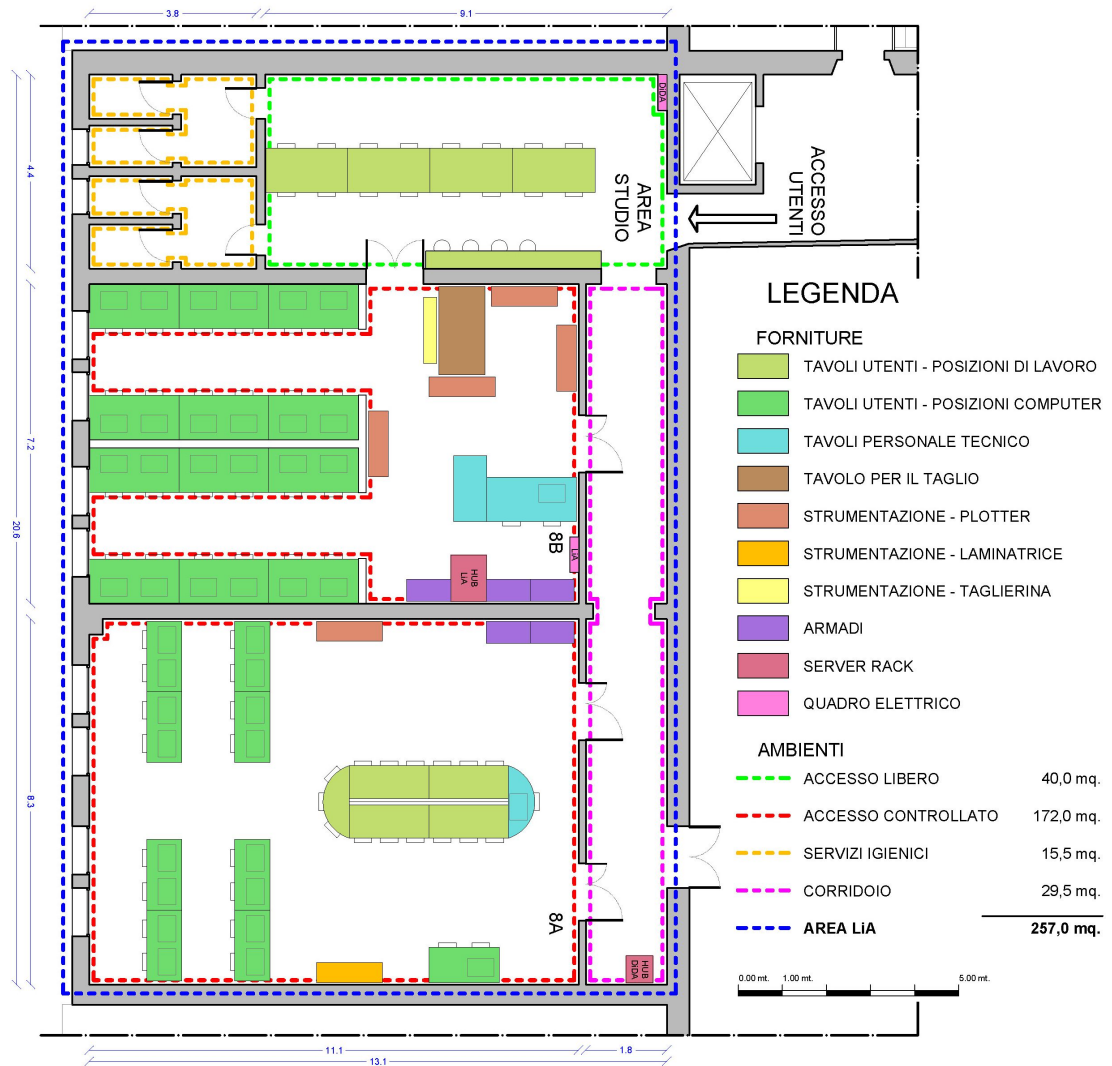 3.8
9.1
20.6
4.4
7.2
8.3
DiDA
AREA
STUDIO
ACCESSO
UTENTI
8B
LiA
HUB
LiA
8A
HUB
DiDA
11.1
1.8
13.1
LEGENDA
FORNITURE
TAVOLI UTENTI - POSIZIONI DI LAVORO
TAVOLI UTENTI - POSIZIONI COMPUTER
TAVOLI PERSONALE TECNICO
TAVOLO PER IL TAGLIO
STRUMENTAZIONE - PLOTTER
STRUMENTAZIONE - LAMINATRICE
STRUMENTAZIONE - TAGLIERINA
ARMADI
SERVER RACK
QUADRO ELETTRICO
AMBIENTI
ACCESSO LIBERO 40,0 mq.
ACCESSO CONTROLLATO 172,0 mq.
SERVIZI IGIENICI 15,5 mq.
CORRIDOIO 29,5 mq.
AREA LiA 257,0 mq.
0.00 mt. 1.00 mt. 5.00 mt.